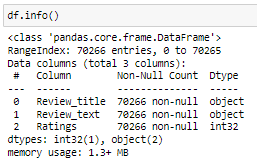 df.info()
<class 'pandas.core.frame.DataFrame'>
RangeIndex: 70266 entries, 0 to 70265
Data columns (total 3 columns):
 #   Column        Non-Null Count  Dtype
---  ------        --------------  -----
 0   Review_title  70266 non-null  object
 1   Review_text   70266 non-null  object
 2   Ratings       70266 non-null  int32
dtypes: int32(1), object(2)
memory usage: 1.3+ MB